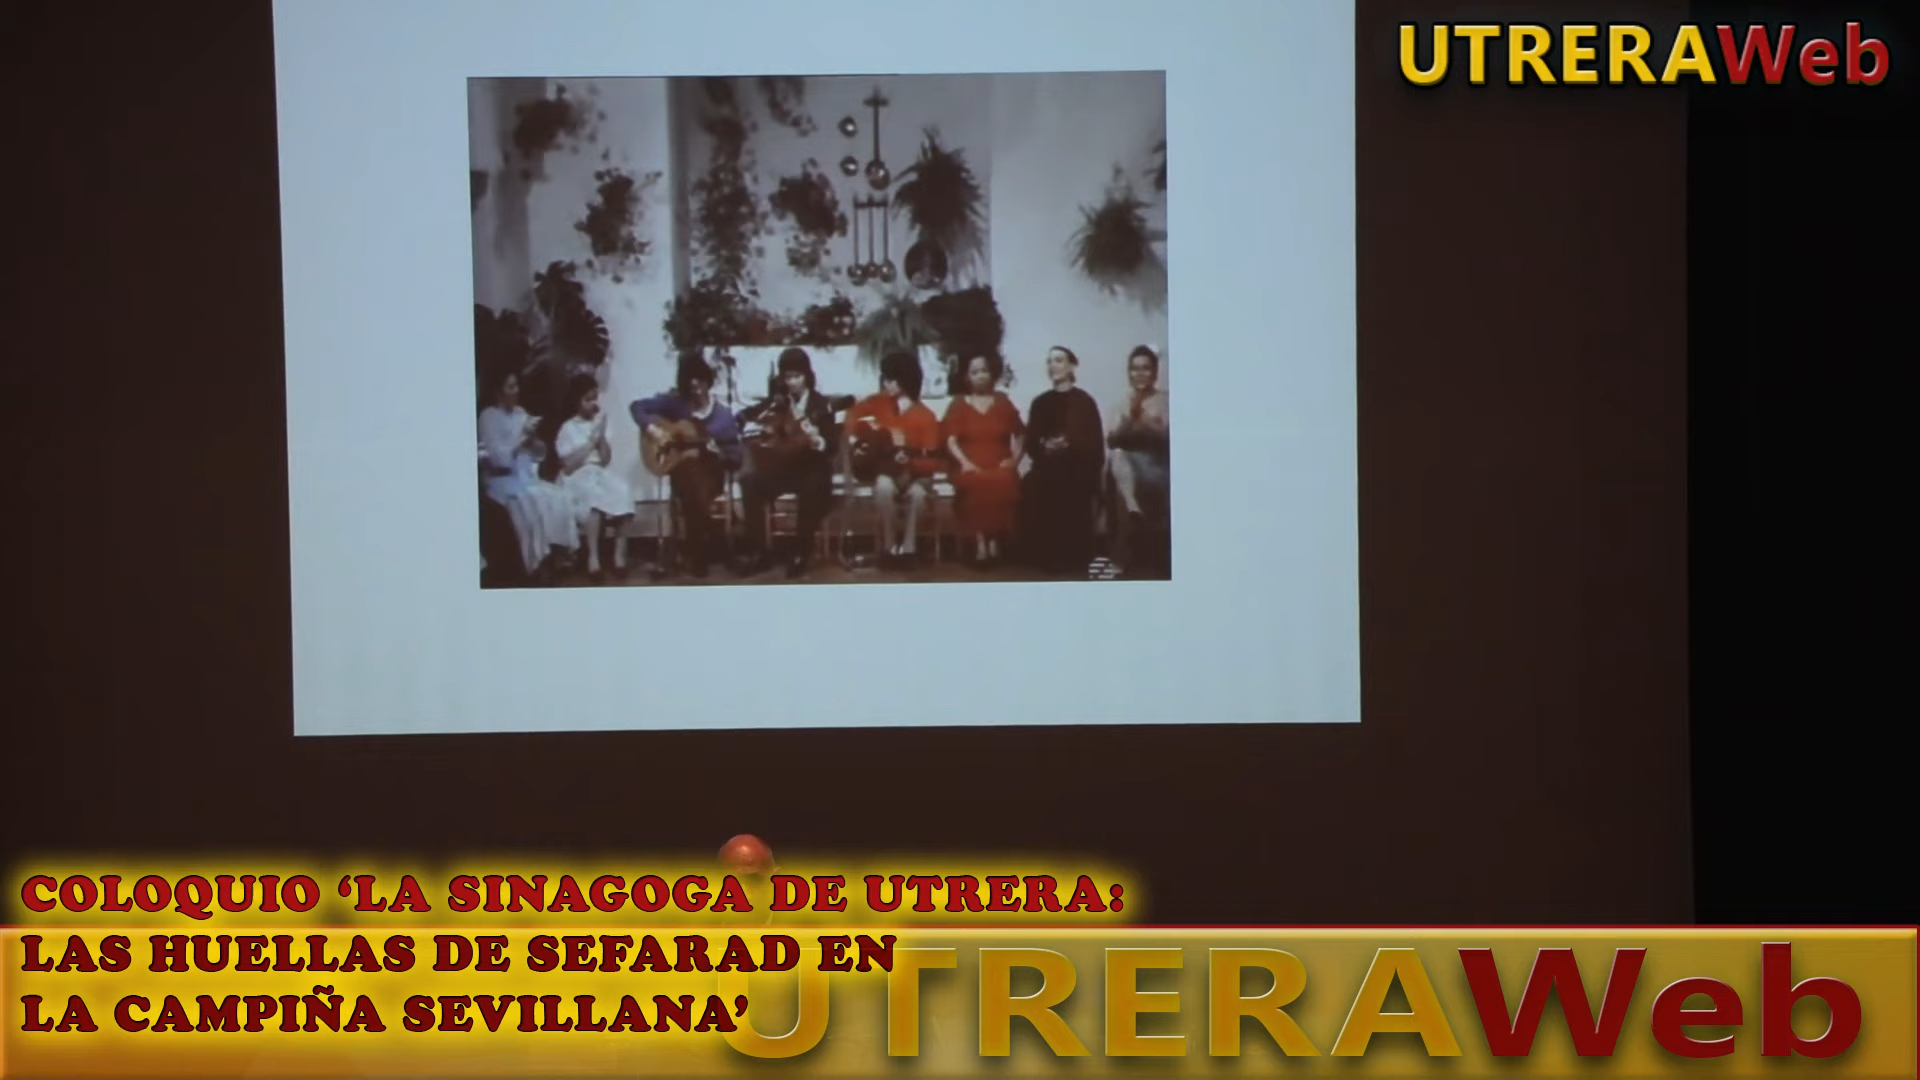 UTRERAWeb
COLOQUIO ‘LA SINAGOGA DE UTRERA:
LAS HUELLAS DE SEFARAD EN
LA CAMPIÑA SEVILLANA’
UTRERAWeb